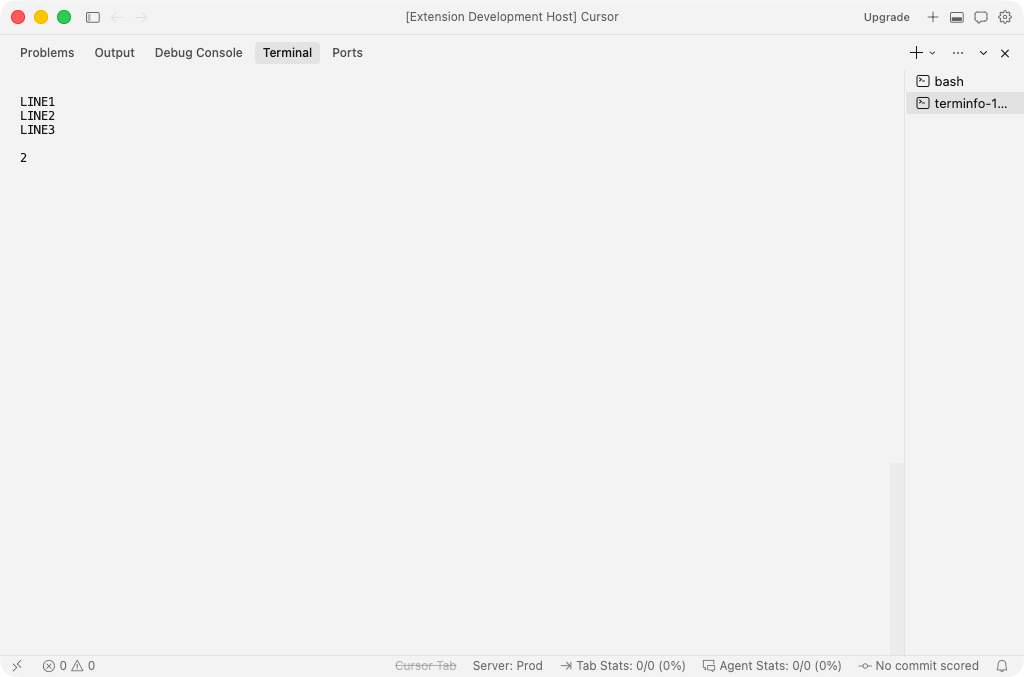 [Extension Development Host] Cursor
Upgrade
Problems Output Debug Console Terminal Ports
bash
terminfo-1...
LINE1
LINE2
LINE3
2
0 0 Cursor Tab Server: Prod Tab Stats: 0/0 (0%) Agent Stats: 0/0 (0%) No commit scored